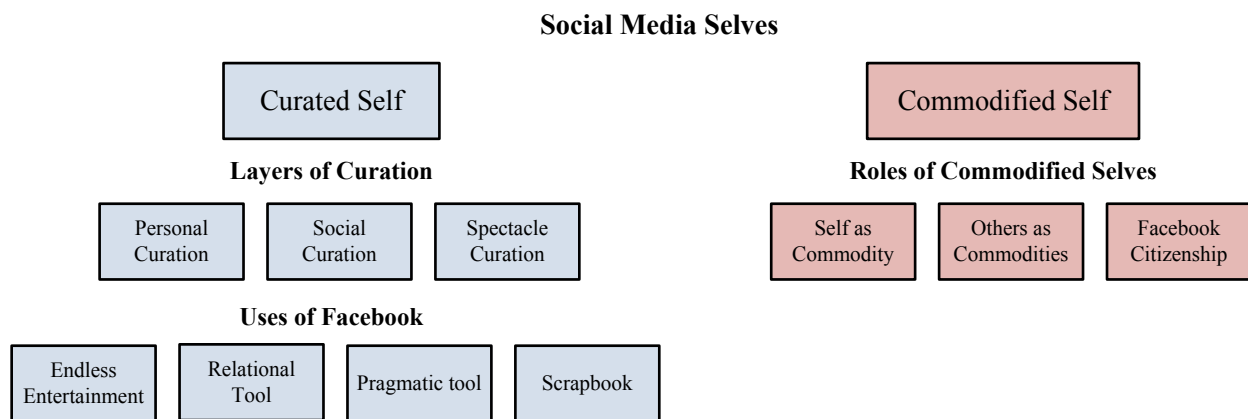 Social Media Selves
Curated Self
Commodified Self
Layers of Curation
Roles of Commodified Selves
Personal
Curation
Social
Curation
Spectacle
Curation
Self as
Commodity
Others as
Commodities
Facebook
Citizenship
Uses of Facebook
Endless
Entertainment
Relational
Tool
Pragmatic tool
Scrapbook